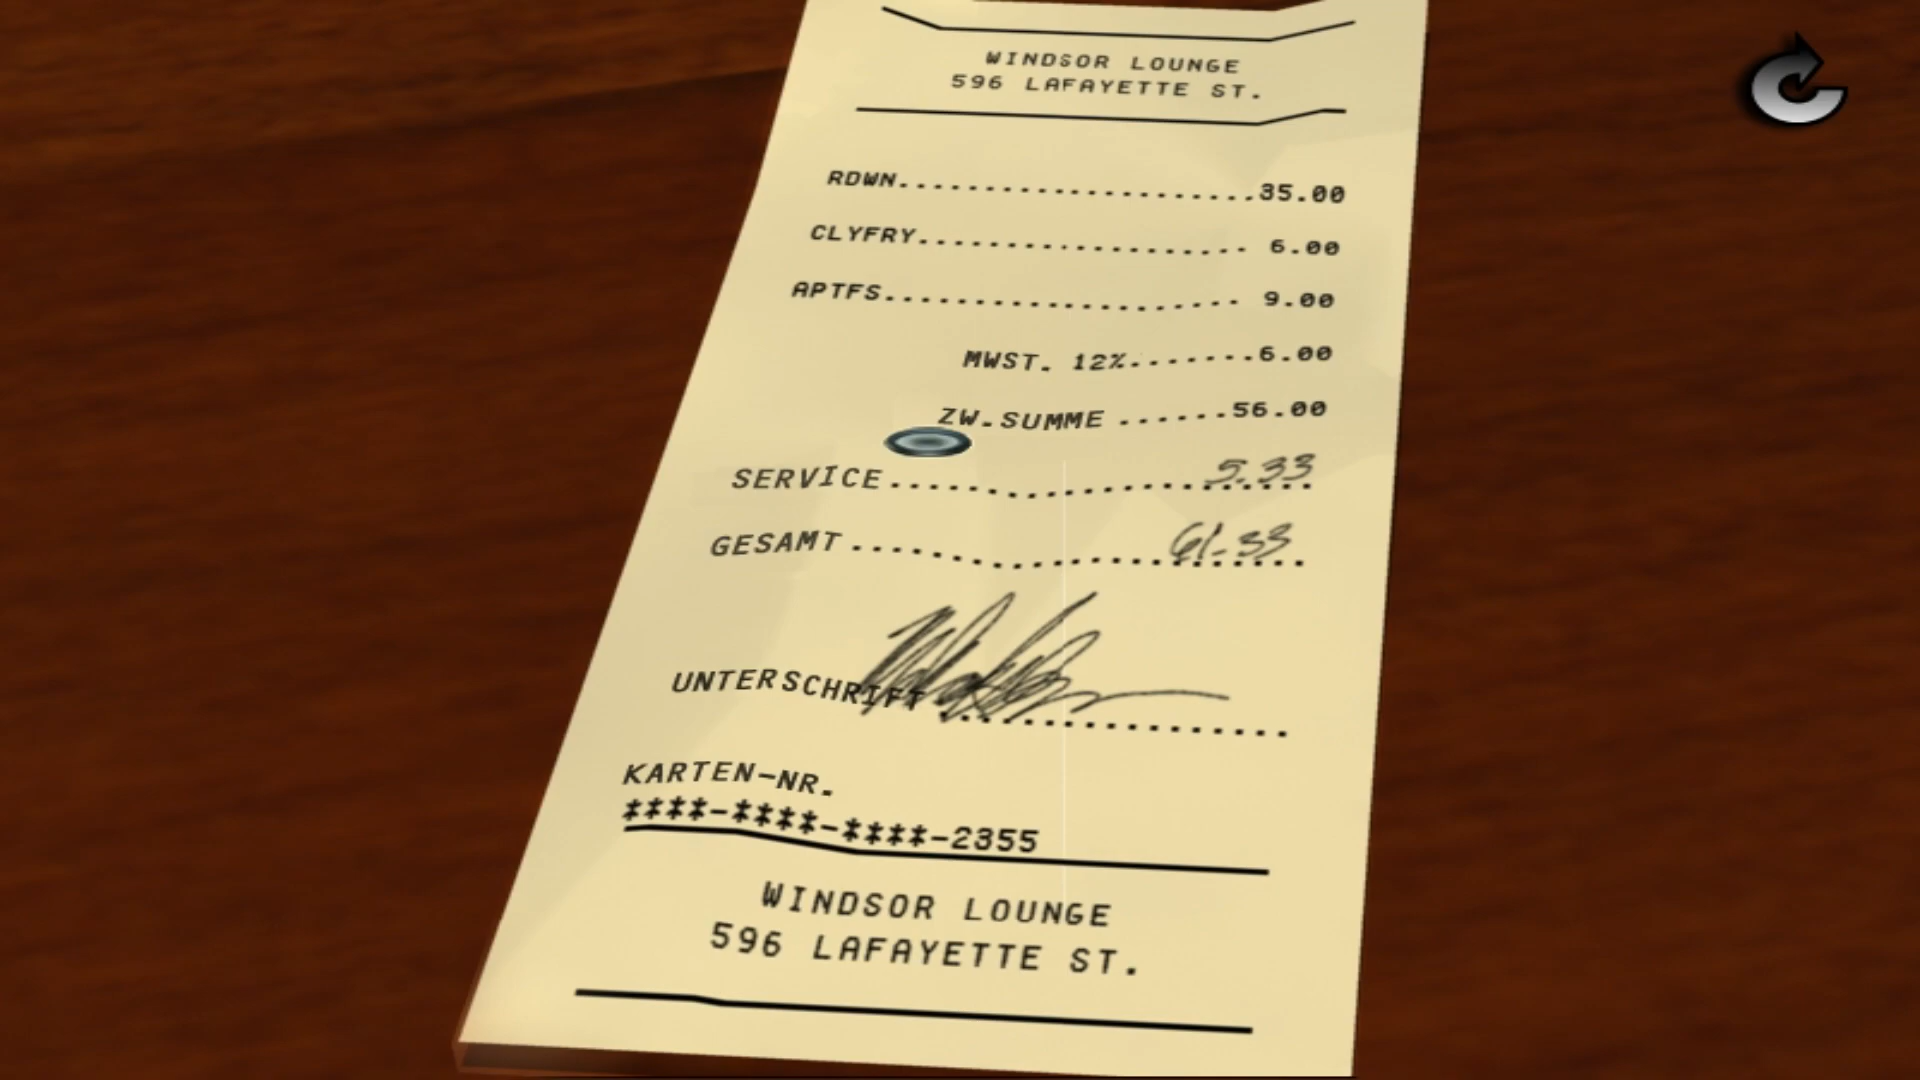 WINDSOR LOUNGE
596 LAFAYETTE ST.
RDWN.....................35.00
CLYFRY................... 6.00
APTFS..................... 9.00
MWST. 12%.......6.00
ZW.SUMME ......56.00
SERVICE......................... 5.33
GESAMT ......................... 61.33
UNTERSCHRIFT ..................
KARTEN-NR.
‡‡‡‡-‡‡‡‡-‡‡‡‡-2355
WINDSOR LOUNGE
596 LAFAYETTE ST.